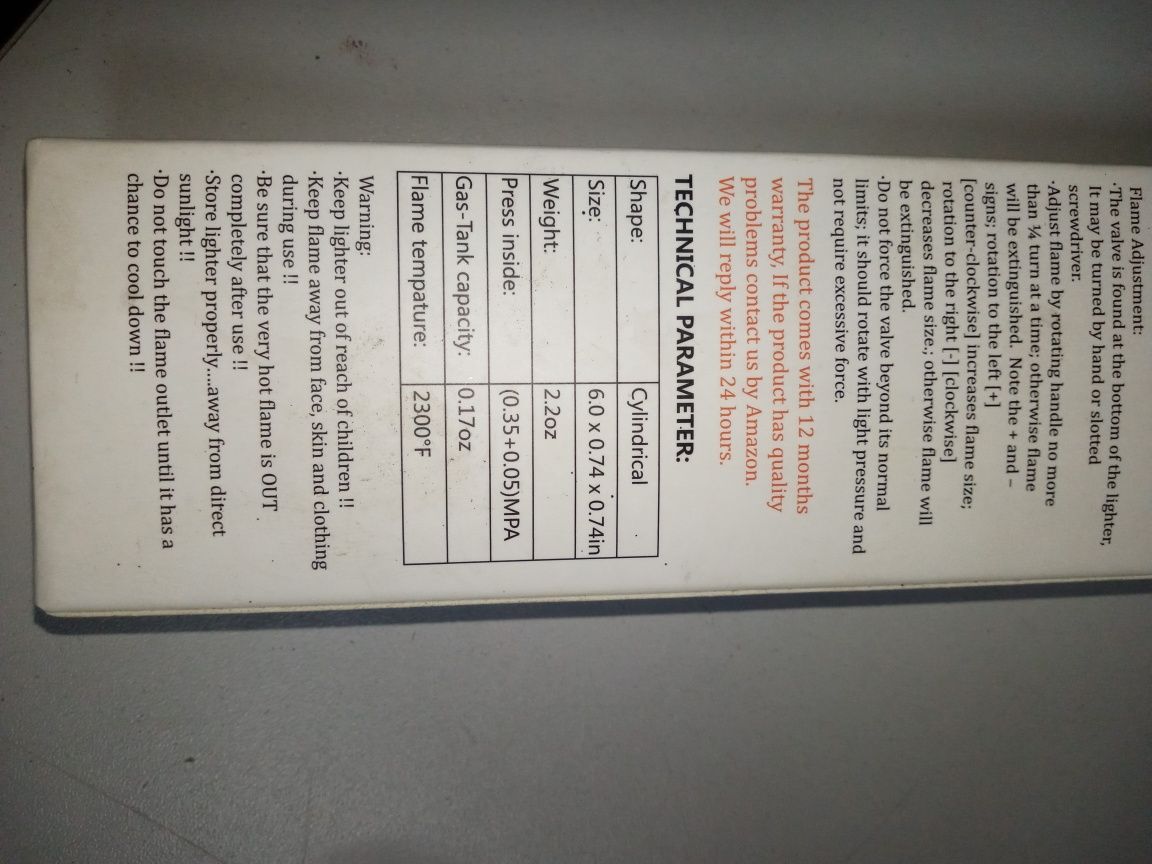 Flame Adjustment:
·The valve is found at the bottom of the lighter,
It may be turned by hand or slotted
screwdriver.
·Adjust flame by rotating handle no more
than ¼ turn at a time; otherwise flame
will be extinguished. Note the + and –
signs; rotation to the left [+]
[counter-clockwise] increases flame size;
rotation to the right [-] [clockwise]
decreases flame size.; otherwise flame will
be extinguished.
·Do not force the valve beyond its normal
limits; it should rotate with light pressure and
not require excessive force.
The product comes with 12 months
warranty, If the product has quality
problems contact us by Amazon.
We will reply within 24 hours.
TECHNICAL PARAMETER:
Shape: Cylindrical
Size: 6.0 x 0.74 x 0.74in
Weight: 2.2oz
Press inside: (0.35+0.05)MPA
Gas-Tank capacity: 0.17oz
Flame tempature: 2300°F
Warning:
·Keep lighter out of reach of children !!
·Keep flame away from face, skin and clothing
during use !!
·Be sure that the very hot flame is OUT
completely after use !!
·Store lighter properly....away from direct
sunlight !!
·Do not touch the flame outlet until it has a
chance to cool down !!